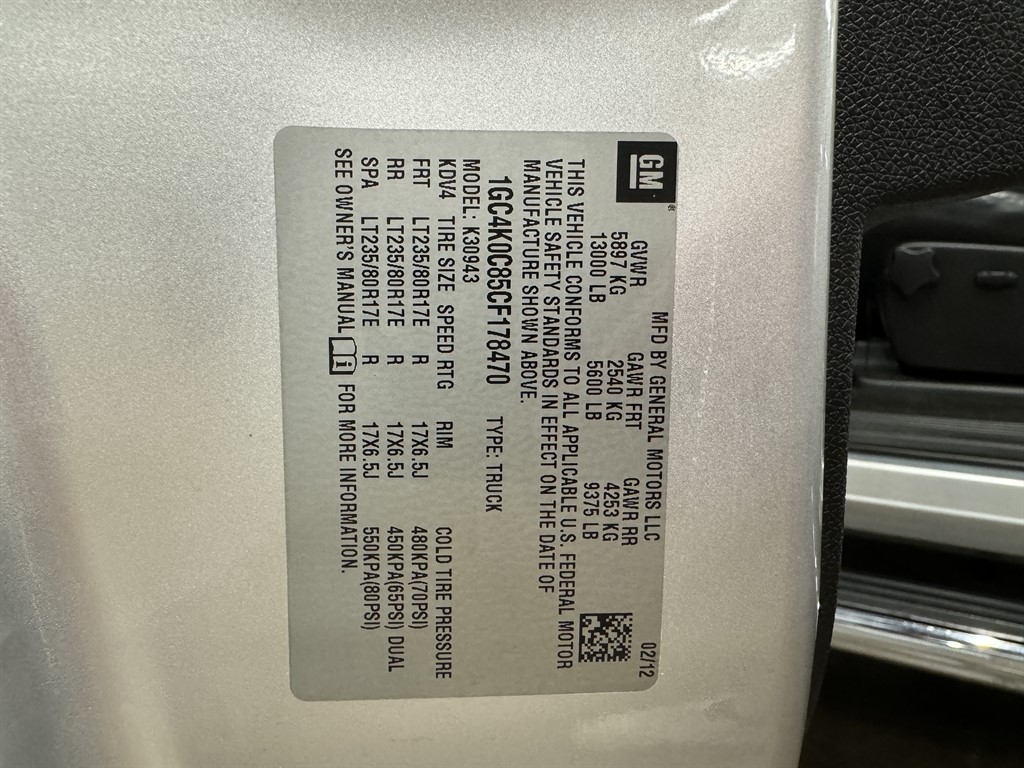 GM
®
MFD BY GENERAL MOTORS LLC
02/12
GVWR GAWR FRT GAWR RR
5897 KG 2540 KG 4253 KG
13000 LB 5600 LB 9375 LB
THIS VEHICLE CONFORMS TO ALL APPLICABLE U.S. FEDERAL MOTOR
VEHICLE SAFETY STANDARDS IN EFFECT ON THE DATE OF
MANUFACTURE SHOWN ABOVE.
1GC4K0C85CF178470 TYPE: TRUCK
MODEL: K30943
KDV4 TIRE SIZE SPEED RTG RIM COLD TIRE PRESSURE
FRT LT235/80R17E R 17X6.5J 480KPA(70PSI)
RR LT235/80R17E R 17X6.5J 450KPA(65PSI) DUAL
SPA LT235/80R17E R 17X6.5J 550KPA(80PSI)
SEE OWNER'S MANUAL i FOR MORE INFORMATION.